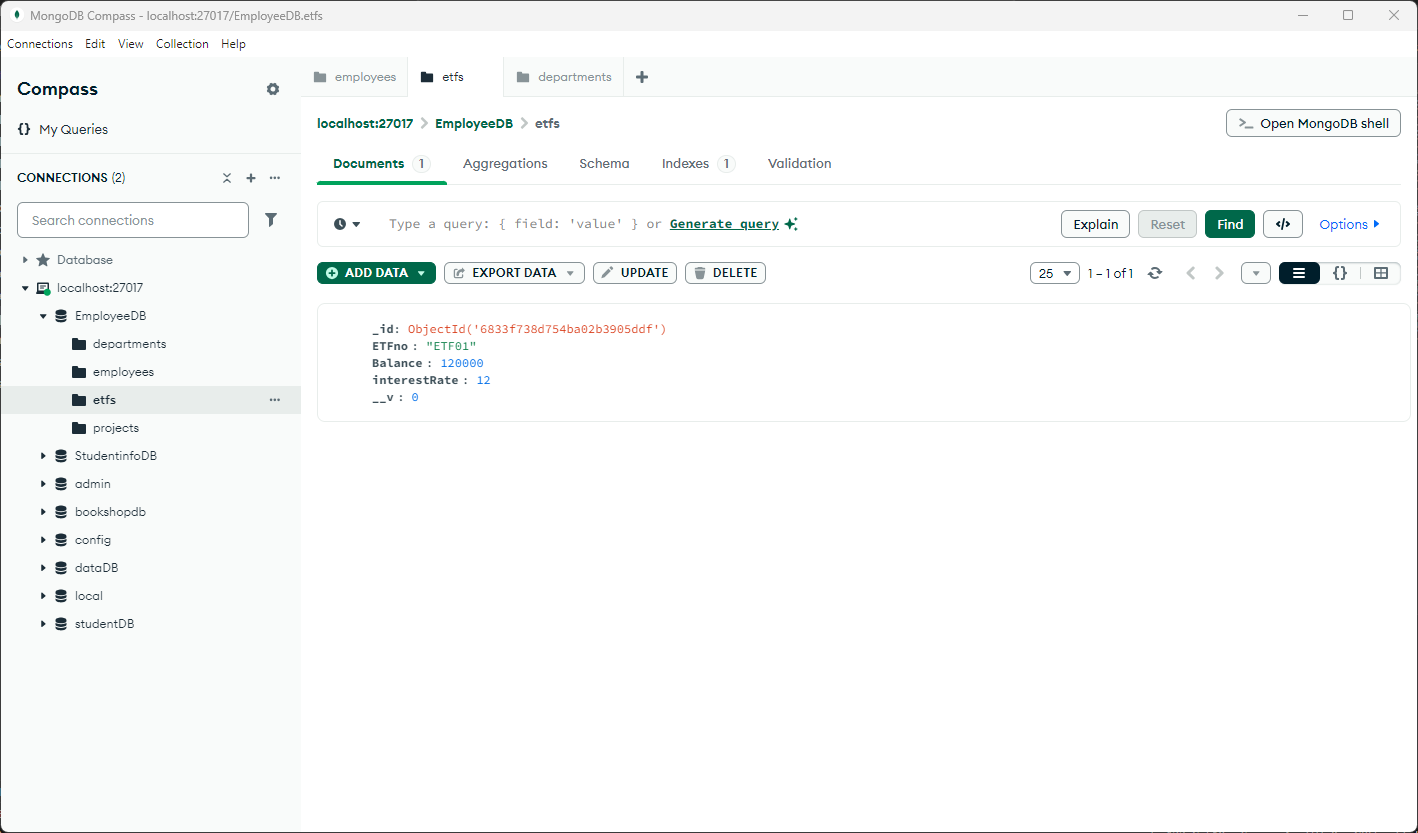 MongoDB Compass - localhost:27017/EmployeeDB.etfs
Connections Edit View Collection Help
Compass
My Queries
CONNECTIONS (2)
Search connections
Database
localhost:27017
EmployeeDB
departments
employees
etfs
projects
StudentinfoDB
admin
bookshopdb
config
dataDB
local
studentDB
employees etfs departments
localhost:27017 EmployeeDB etfs
>_ Open MongoDB shell
Documents 1 Aggregations Schema Indexes 1 Validation
Type a query: { field: 'value' } or Generate query
Explain Reset Find </> Options
ADD DATA EXPORT DATA UPDATE DELETE
25 1 – 1 of 1 {}
_id: ObjectId('6833f738d754ba02b3905ddf')
ETFno : "ETF01"
Balance : 120000
interestRate : 12
__v : 0